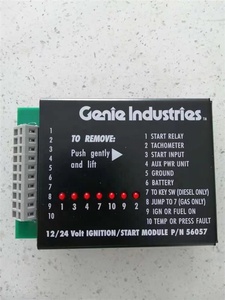 Genie Industries TM
1
2
3
4
5
6
7
8
9
10
TO REMOVE:
Push gently
and lift
1 START RELAY
2 TACHOMETER
3 START INPUT
4 AUX PWR UNIT
5 GROUND
6 BATTERY
7 TO KEY SW (DIESEL ONLY)
8 JUMP TO 7 (GAS ONLY)
9 IGN OR FUEL ON
10 TEMP OR PRESS FAULT
1 3 4 7 10 9 2
12/24 Volt IGNITION/START MODULE P/N 56057